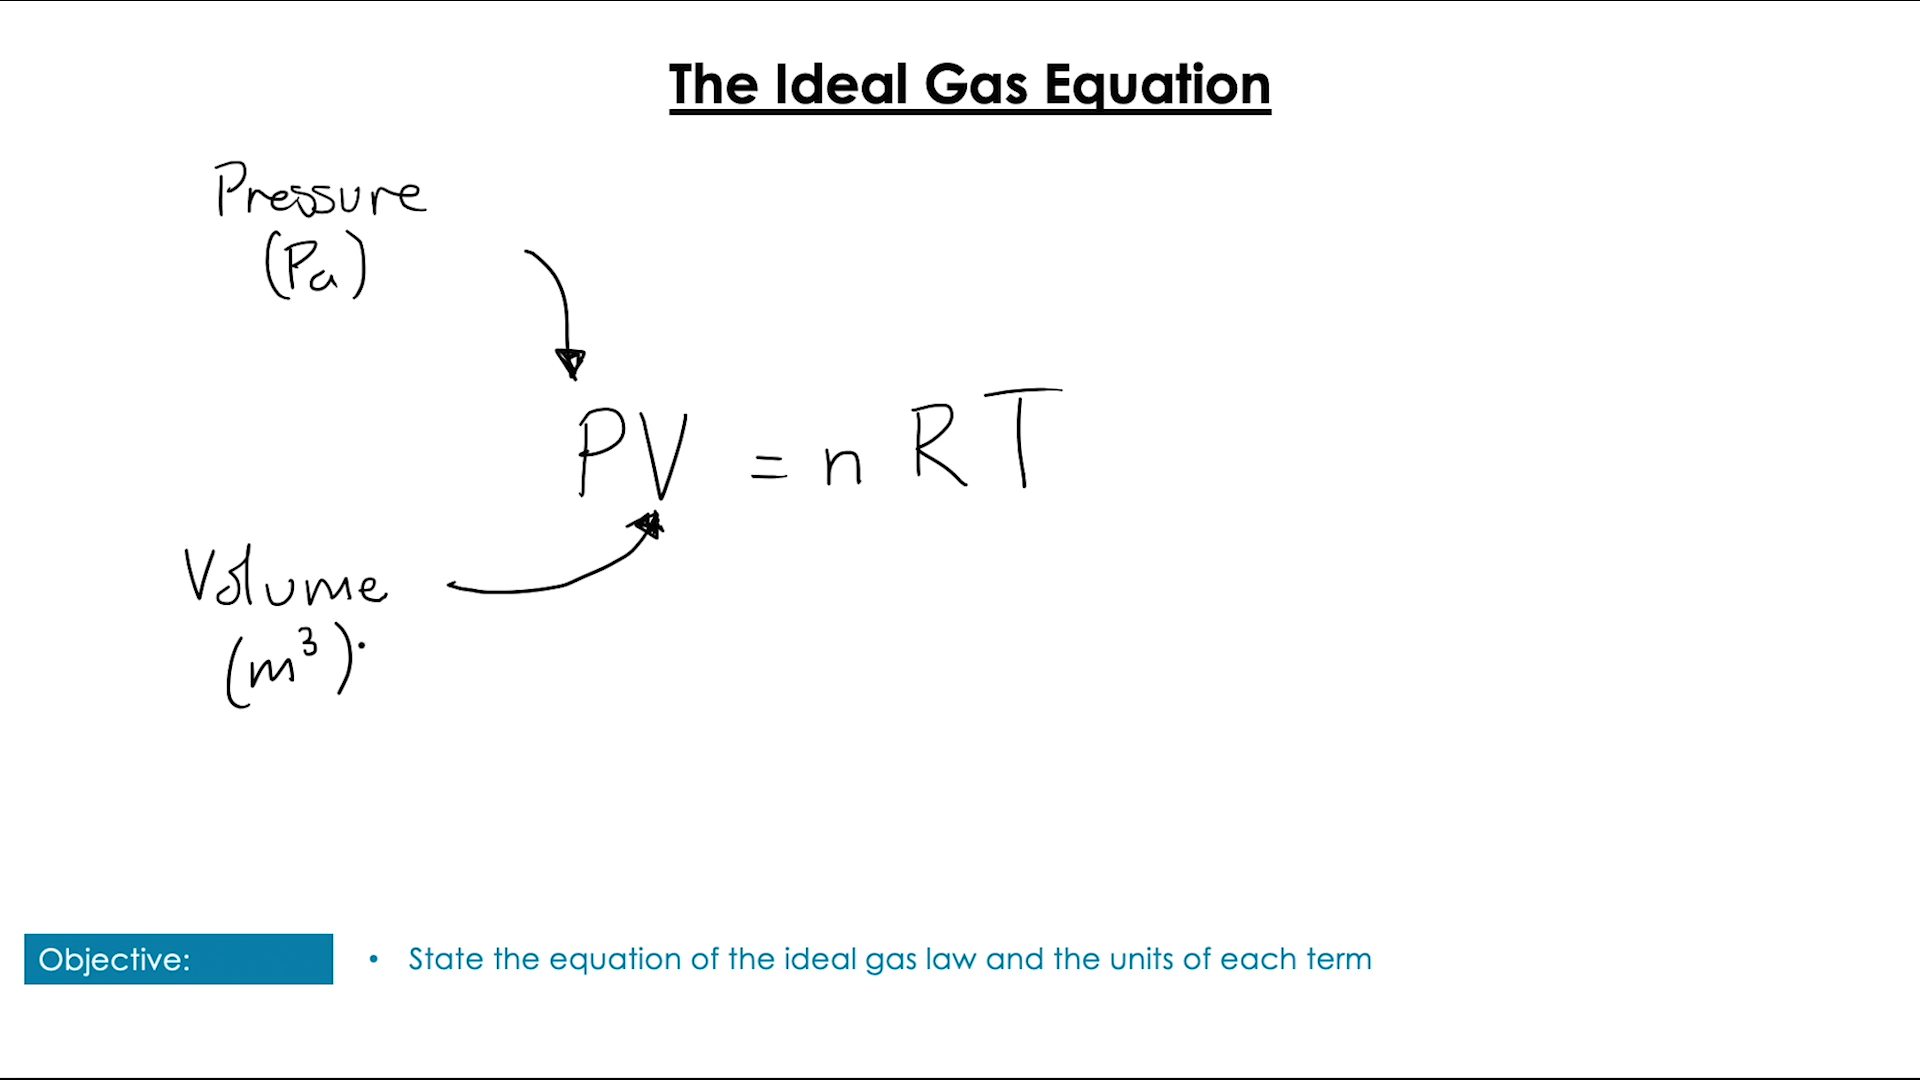 The Ideal Gas Equation
Pressure
(Pa)
PV = nRT
Volume
(m³)
Objective:
• State the equation of the ideal gas law and the units of each term